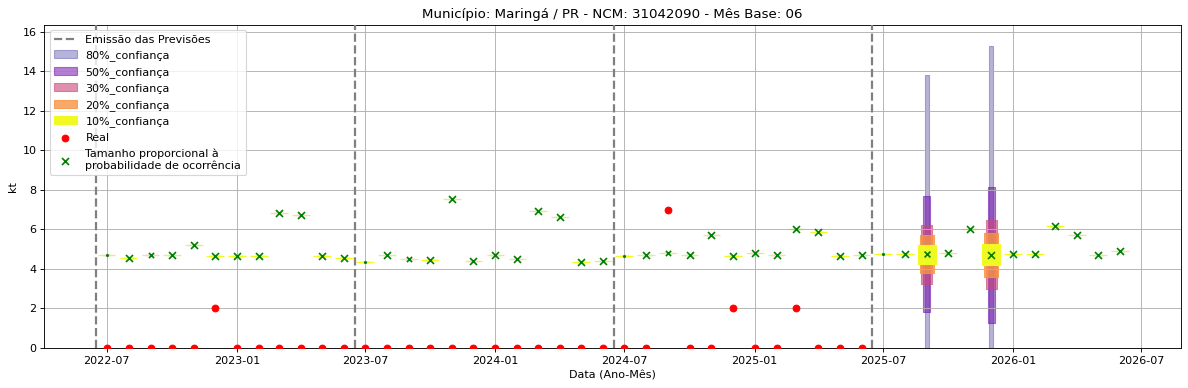 Município: Maringá / PR - NCM: 31042090 - Mês Base: 06
Emissão das Previsões
80%_confiança
50%_confiança
30%_confiança
20%_confiança
10%_confiança
Real
Tamanho proporcional à
probabilidade de ocorrência
kt
16
14
12
10
8
6
4
2
0
2022-07
2023-01
2023-07
2024-01
2024-07
2025-01
2025-07
2026-01
2026-07
Data (Ano-Mês)